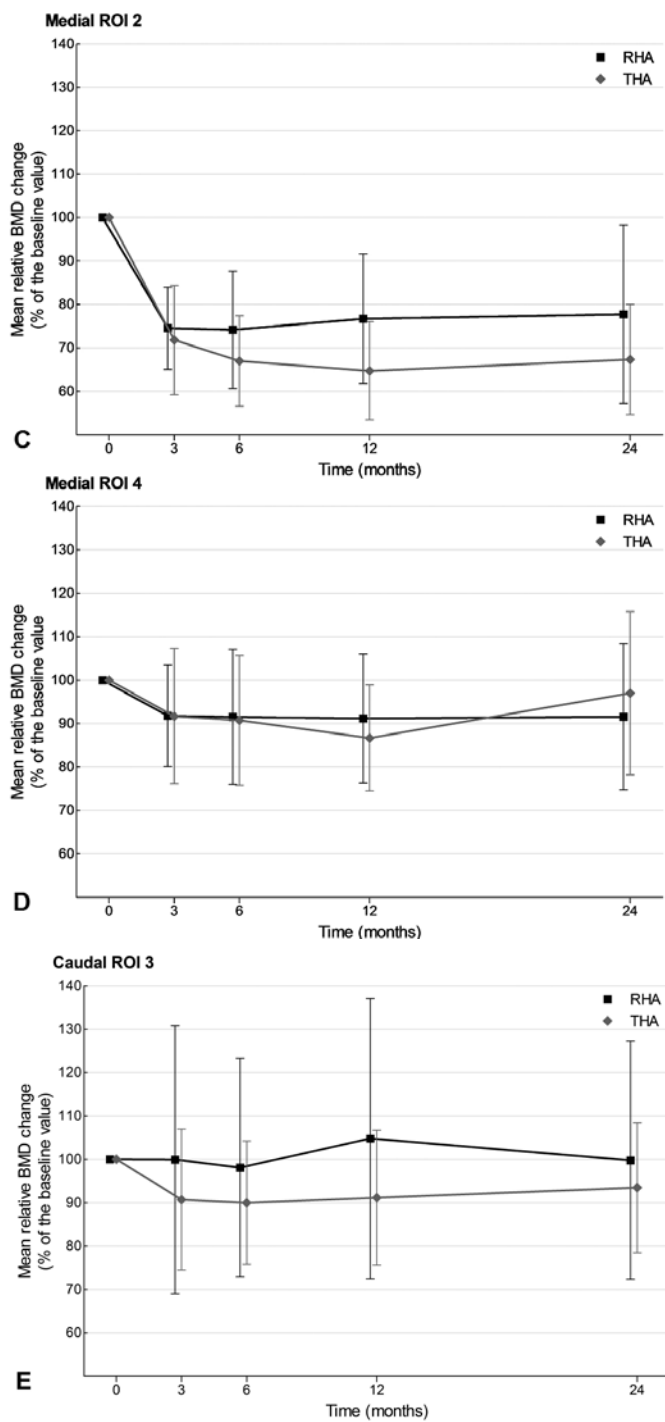 Medial ROI 2
140
130
120
110
100
90
80
70
60
Mean relative BMD change
(% of the baseline value)
RHA
THA
0 3 6 12 24
Time (months)
C
Medial ROI 4
140
130
120
110
100
90
80
70
60
Mean relative BMD change
(% of the baseline value
RHA
THA
0 3 6 12 24
Time (months)
D
Caudal ROI 3
140
130
120
110
100
90
80
70
60
Mean relative BMD change
(% of the baseline value)
RHA
THA
0 3 6 12 24
Time (months)
E